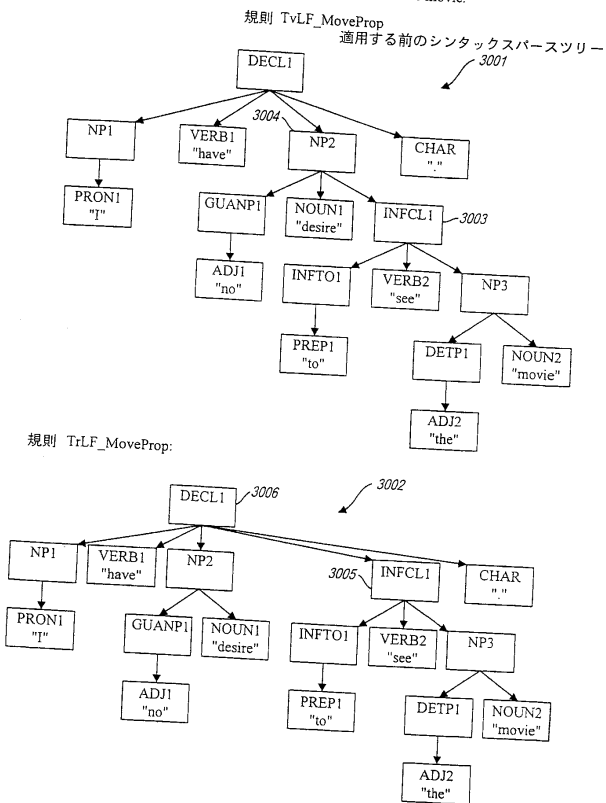 movie.
規則 TvLF_MoveProp
適用する前のシンタックスパースツリー
3001
DECL1
3004
NP1
VERB1
"have"
NP2
CHAR
"."
PRON1
"I"
GUANP1
NOUN1
"desire"
INFCL1
3003
ADJ1
"no"
INFTO1
VERB2
"see"
NP3
PREP1
"to"
DETP1
NOUN2
"movie"
ADJ2
"the"
規則 TrLF_MoveProp:
3002
DECL1
3006
NP1
VERB1
"have"
NP2
3005
INFCL1
CHAR
"."
PRON1
"I"
GUANP1
NOUN1
"desire"
INFTO1
VERB2
"see"
NP3
ADJ1
"no"
PREP1
"to"
DETP1
NOUN2
"movie"
ADJ2
"the"